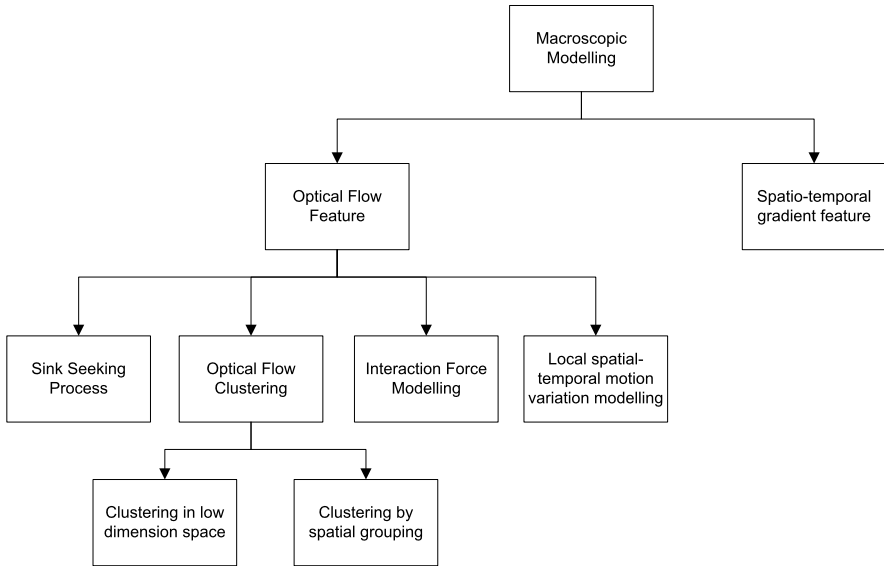 Macroscopic
Modelling
Optical Flow
Feature
Spatio-temporal
gradient feature
Sink Seeking
Process
Optical Flow
Clustering
Interaction Force
Modelling
Local spatial-
temporal motion
variation modelling
Clustering in low
dimension space
Clustering by
spatial grouping